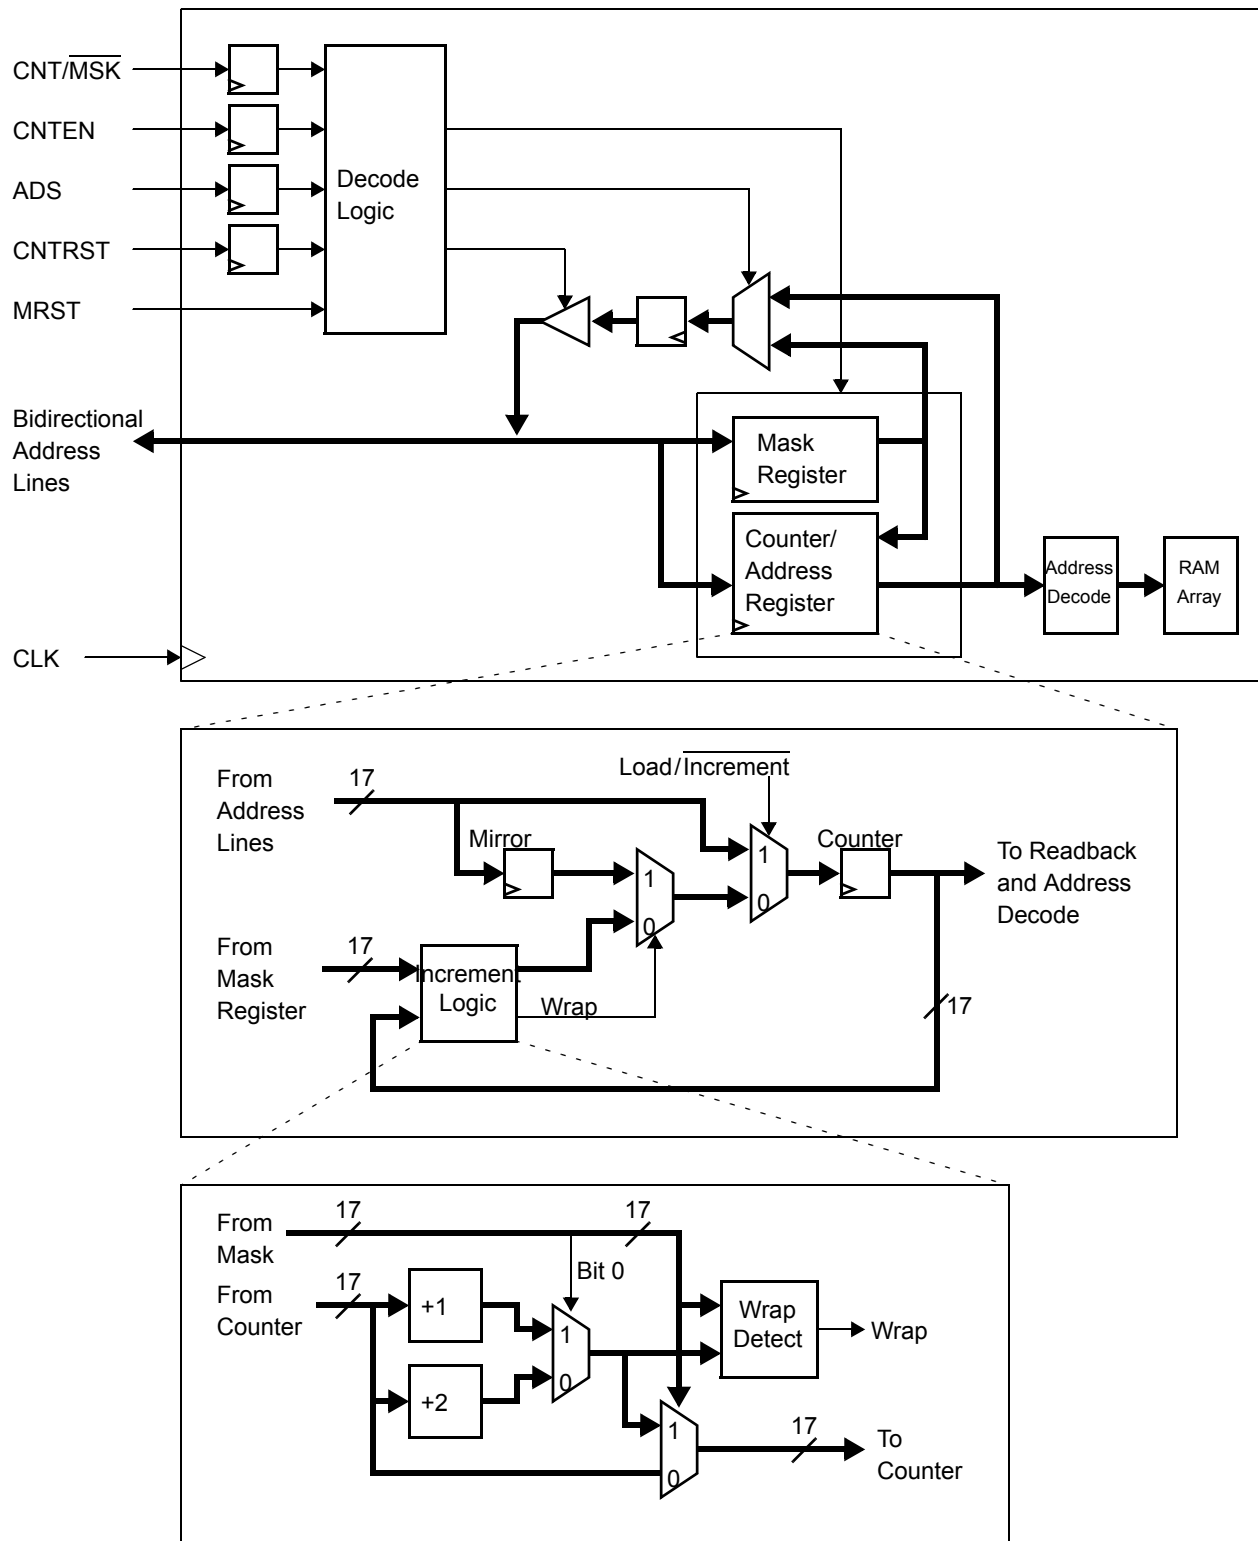 CNT/MSK
CNTEN
ADS
CNTRST
MRST
Decode
Logic
Bidirectional
Address
Lines
Mask
Register
Counter/
Address
Register
Address
Decode
RAM
Array
CLK
From
Address
Lines
17
Load/Increment
Mirror
1
0
1
0
Counter
To Readback
and Address
Decode
From
Mask
Register
17
Increment
Logic
Wrap
17
From
Mask
17
17
Bit 0
From
Counter
17
+1
+2
1
0
Wrap
Detect
Wrap
1
0
17
To
Counter